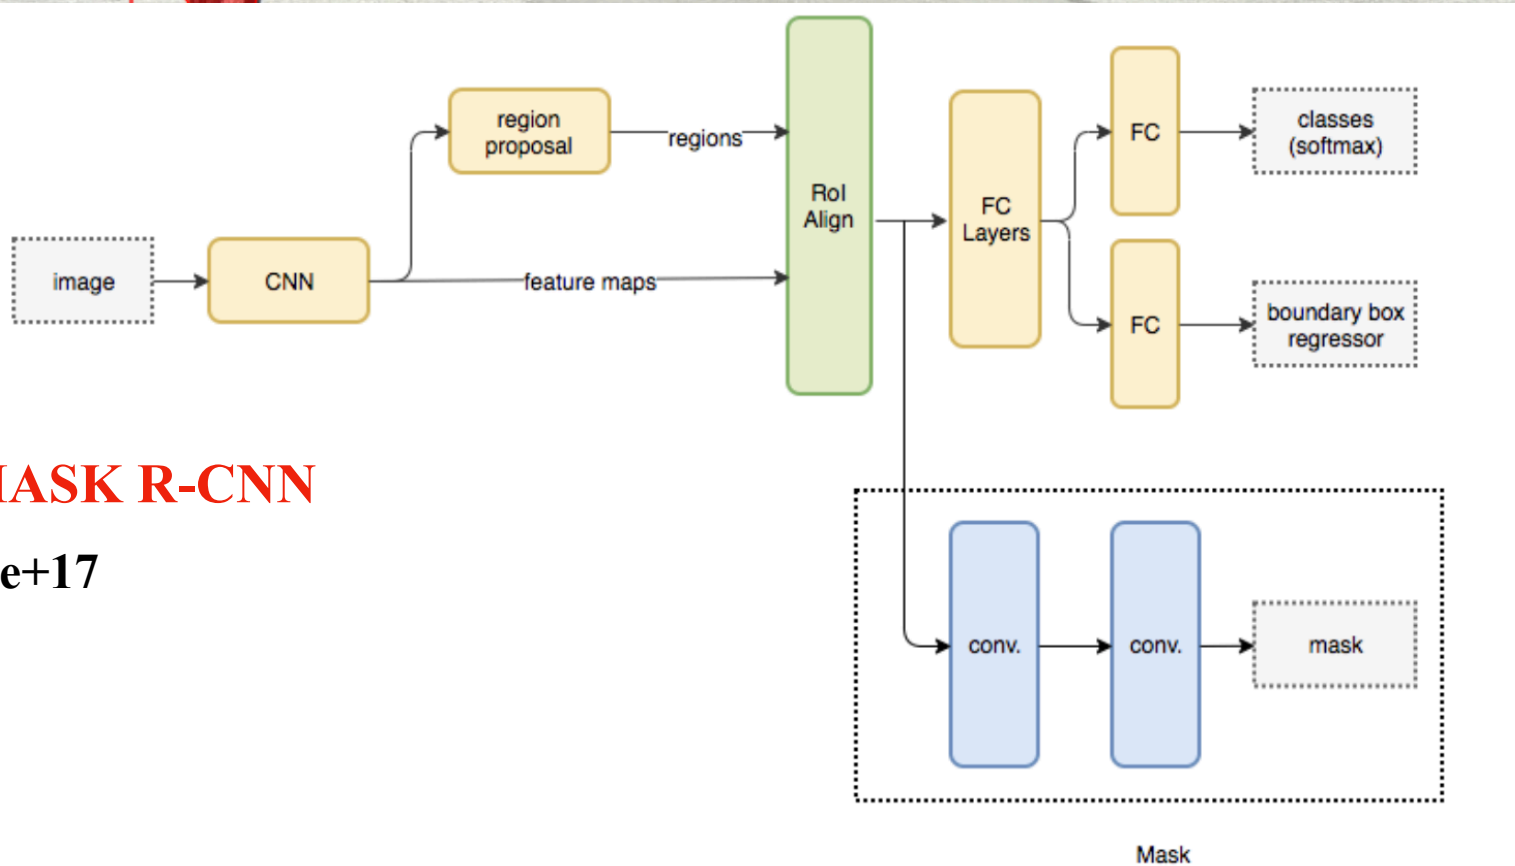 region
proposal
regions
image
CNN
feature maps
RoI
Align
FC
Layers
FC
classes
(softmax)
FC
boundary box
regressor
ASK R-CNN
e+17
conv.
conv.
mask
Mask